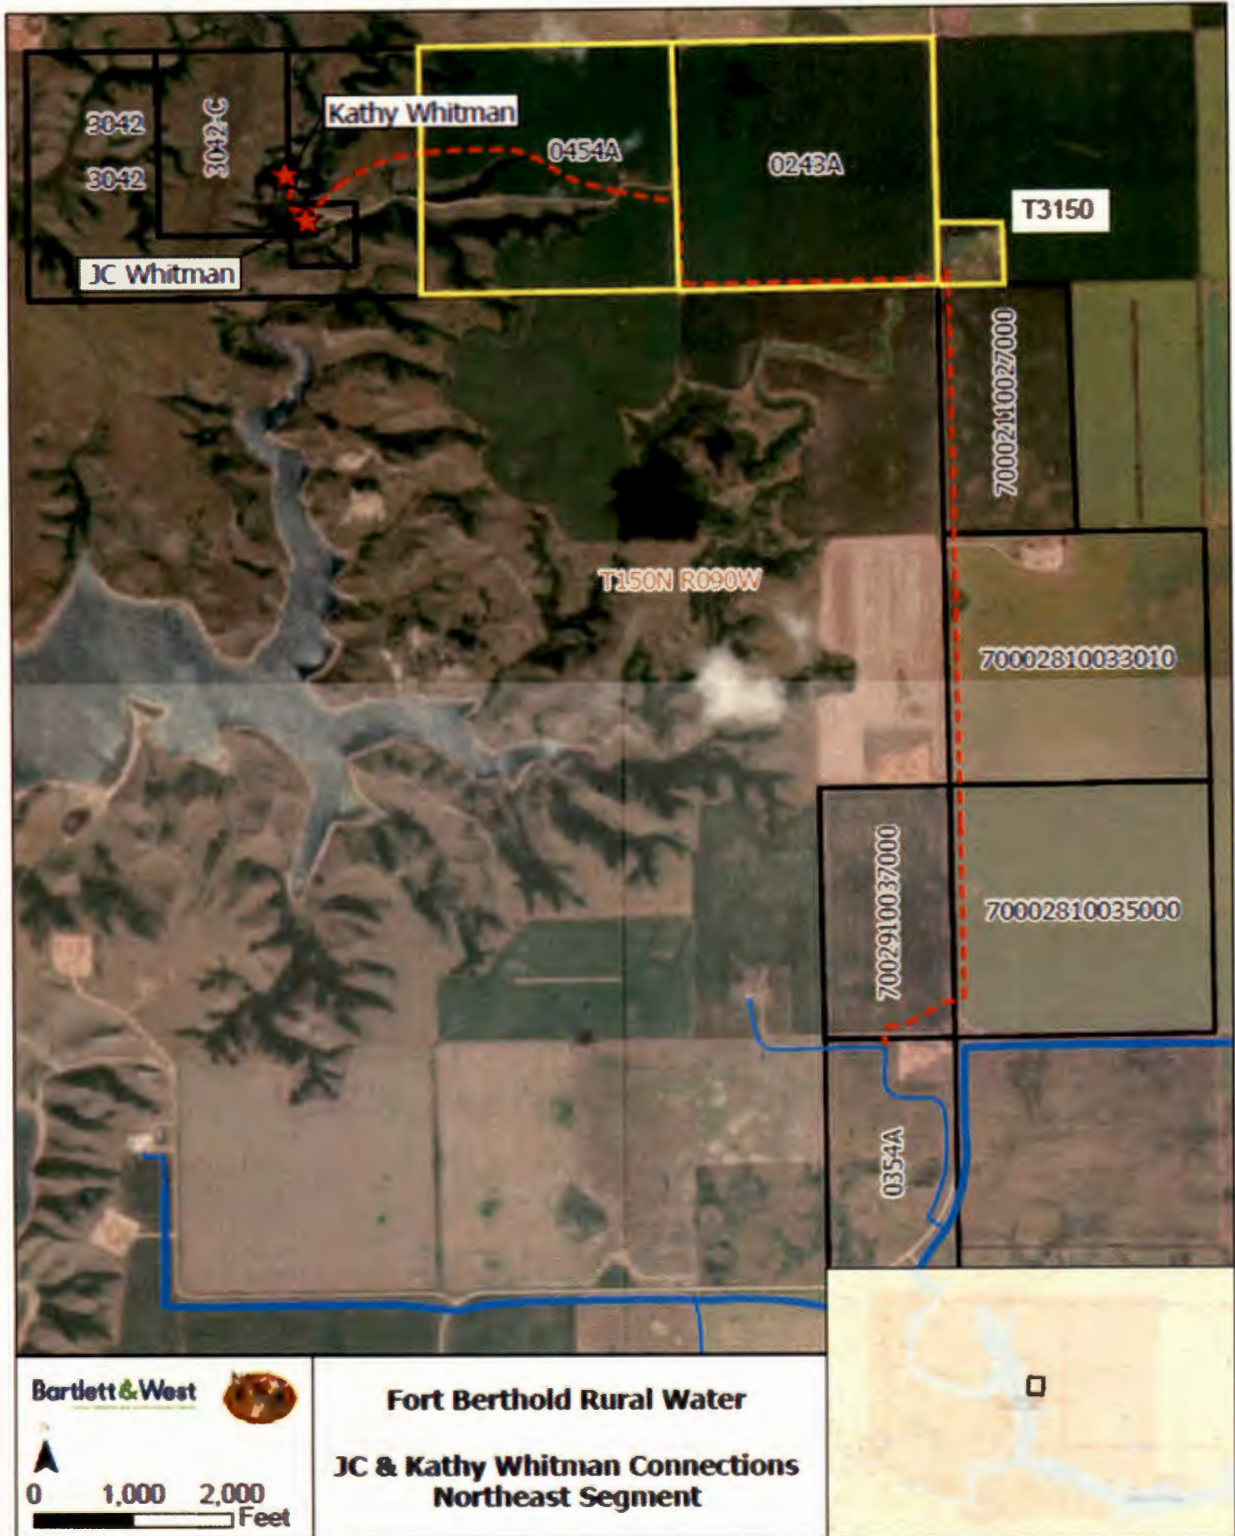 3042
3042
3042-C
Kathy Whitman
JC Whitman
0454A
0243A
T3150
70002110027000
T150N R090W
70002810033010
7002910037000
70002810035000
0354A
Bartlett&West
N
0 1,000 2,000
Feet
Fort Berthold Rural Water
JC & Kathy Whitman Connections
Northeast Segment